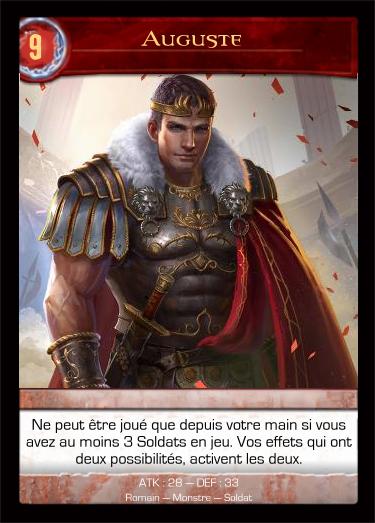 9
Auguste
Ne peut être joué que depuis votre main si vous
avez au moins 3 Soldats en jeu. Vos effets qui ont
deux possibilités, activent les deux.
ATK : 28 — DEF : 33
Romain — Monstre — Soldat